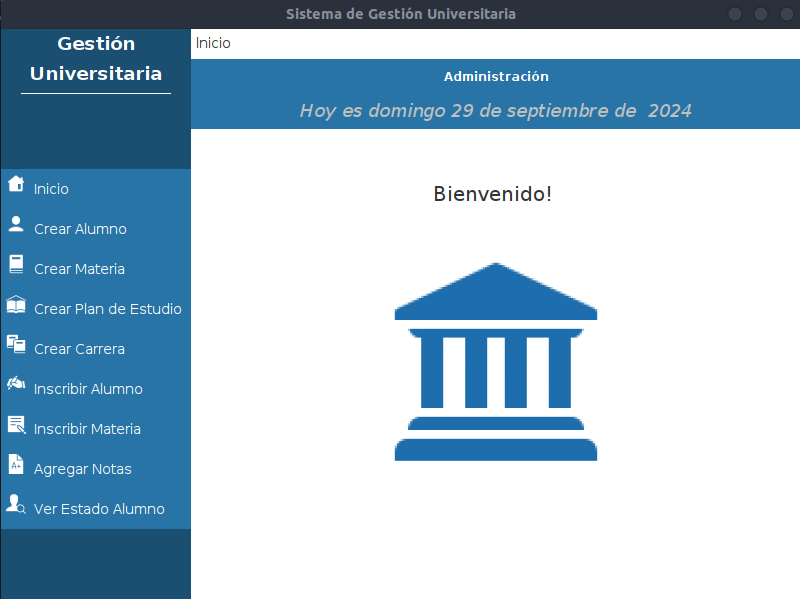 Sistema de Gestión Universitaria
Gestión
Universitaria
Inicio
Crear Alumno
Crear Materia
Crear Plan de Estudio
Crear Carrera
Inscribir Alumno
Inscribir Materia
A+
Agregar Notas
Ver Estado Alumno
Inicio
Administración
Hoy es domingo 29 de septiembre de  2024
Bienvenido!